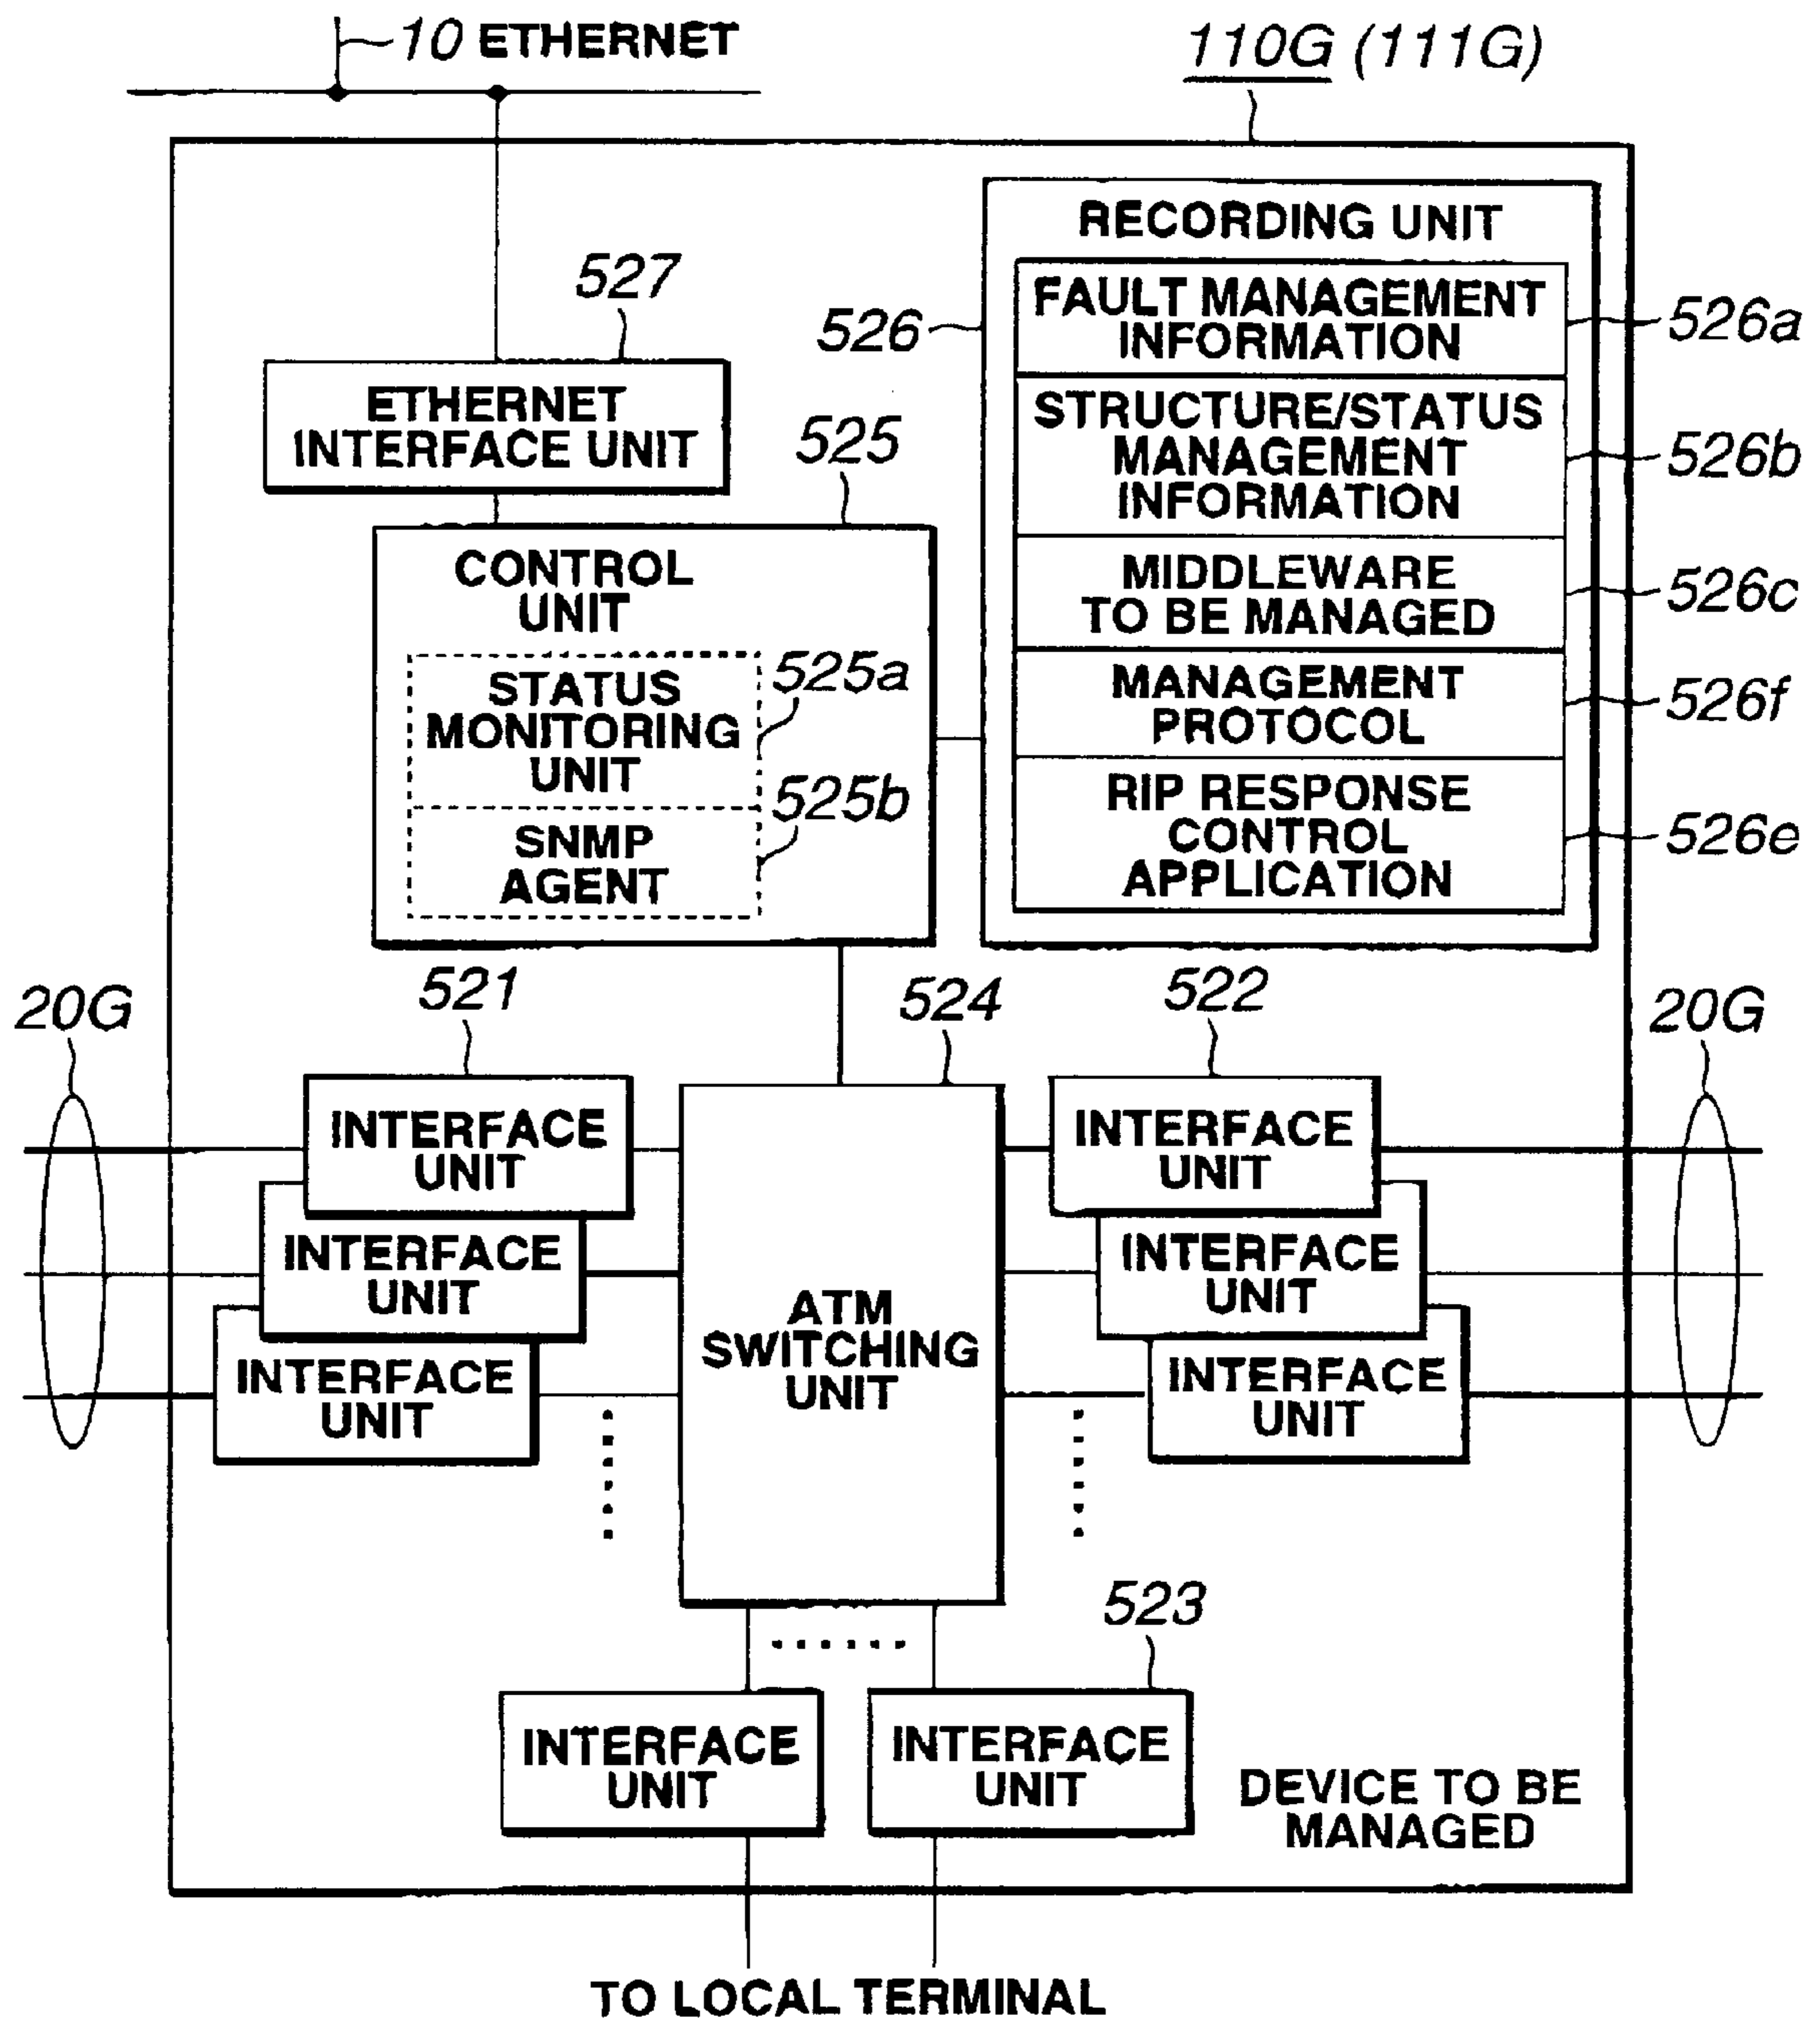 10 ETHERNET
110G (111G)
RECORDING UNIT
FAULT MANAGEMENT
INFORMATION
526a
526
STRUCTURE/STATUS
MANAGEMENT
INFORMATION
526b
MIDDLEWARE
TO BE MANAGED
526c
MANAGEMENT
PROTOCOL
526f
RIP RESPONSE
CONTROL
APPLICATION
526e
527
ETHERNET
INTERFACE UNIT
525
CONTROL
UNIT
STATUS
MONITORING
UNIT
525a
SNMP
AGENT
525b
20G
521
524
522
20G
INTERFACE
UNIT
INTERFACE
UNIT
INTERFACE
UNIT
ATM
SWITCHING
UNIT
INTERFACE
UNIT
INTERFACE
UNIT
INTERFACE
UNIT
523
INTERFACE
UNIT
INTERFACE
UNIT
DEVICE TO BE
MANAGED
TO LOCAL TERMINAL